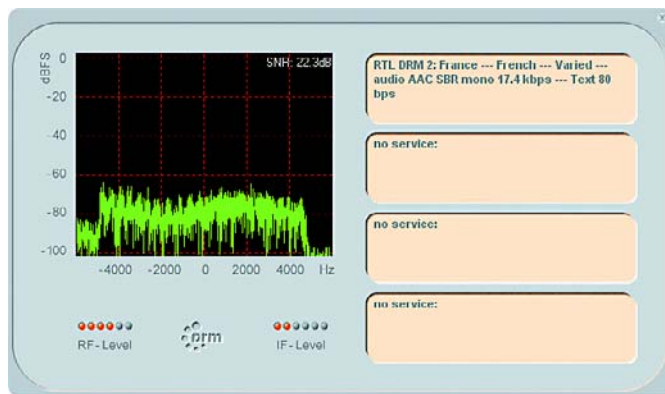 dBFS
0
-20
-40
-60
-80
-100
SNR: 22.3dB
-4000 -2000 0 2000 4000 Hz
RF-Level
drm
IF-Level
RTL DRM 2: France --- French --- Varied ---
audio AAC SBR mono 17.4 kbps --- Text 80
bps
no service:
no service:
no service: